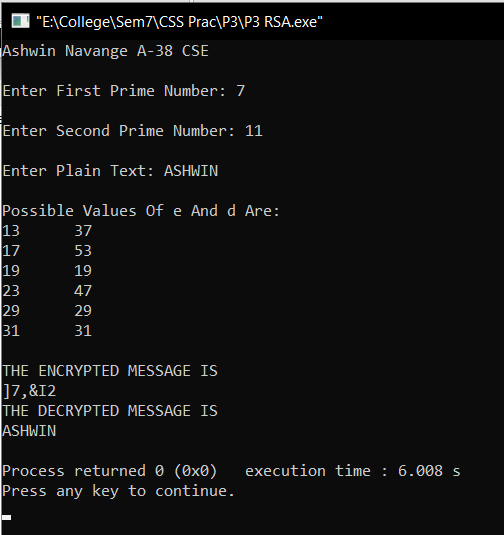 "E:\College\Sem7\CSS Prac\P3\P3 RSA.exe"
Ashwin Navange A-38 CSE
Enter First Prime Number: 7
Enter Second Prime Number: 11
Enter Plain Text: ASHWIN
Possible Values Of e And d Are:
13 37
17 53
19 19
23 47
29 29
31 31
THE ENCRYPTED MESSAGE IS
]7,&I2
THE DECRYPTED MESSAGE IS
ASHWIN
Process returned 0 (0x0) execution time : 6.008 s
Press any key to continue.